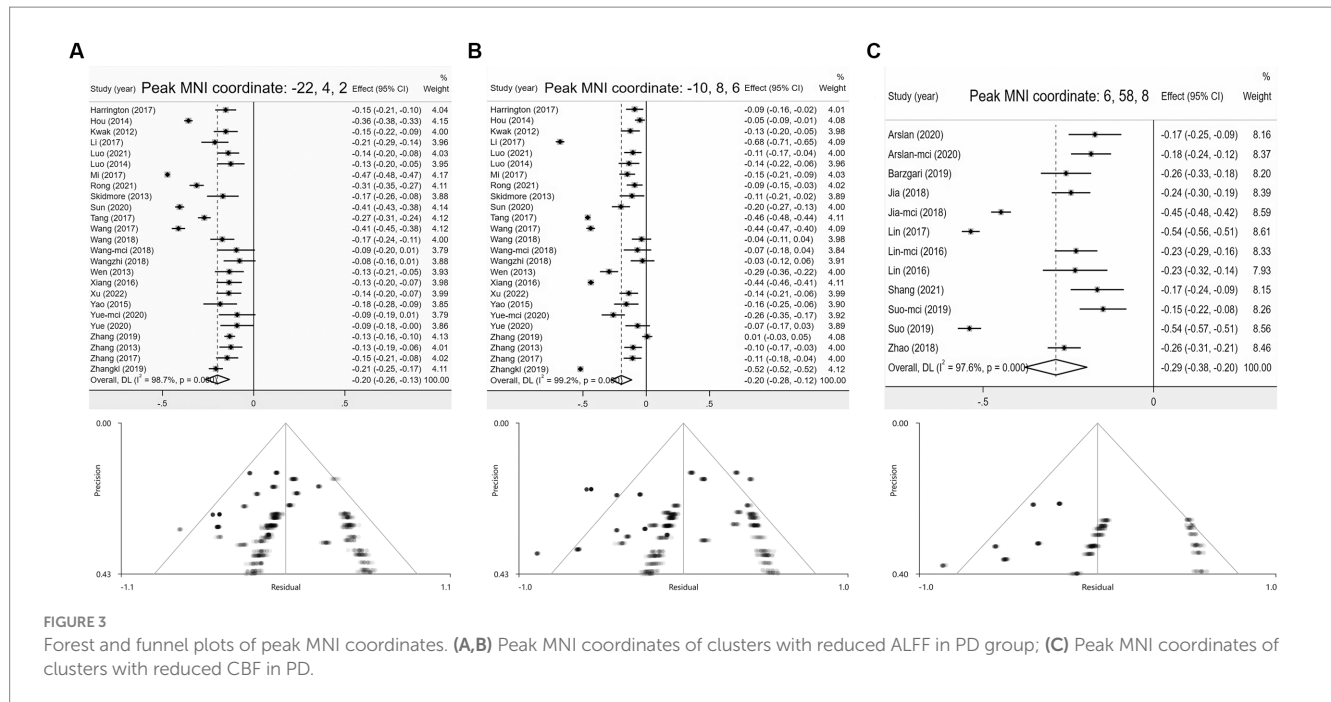 A
%
Study (year) Peak MNI coordinate: -22, 4, 2 Effect (95% CI) Weight
Harrington (2017) -0.15 (-0.21, -0.10) 4.04
Hou (2014) -0.36 (-0.38, -0.33) 4.15
Kwak (2012) -0.15 (-0.22, -0.09) 4.00
Li (2017) -0.21 (-0.29, -0.14) 3.96
Luo (2021) -0.14 (-0.20, -0.08) 4.03
Luo (2014) -0.13 (-0.20, -0.05) 3.95
Mi (2017) -0.47 (-0.48, -0.47) 4.17
Rong (2021) -0.31 (-0.35, -0.27) 4.11
Skidmore (2013) -0.17 (-0.26, -0.08) 3.88
Sun (2020) -0.41 (-0.43, -0.38) 4.14
Tang (2017) -0.27 (-0.31, -0.24) 4.12
Wang (2017) -0.41 (-0.45, -0.38) 4.12
Wang (2018) -0.17 (-0.24, -0.11) 4.00
Wang-mci (2018) -0.09 (-0.20, 0.01) 3.79
Wangzhi (2018) -0.08 (-0.16, 0.01) 3.91
Wen (2013) -0.13 (-0.21, -0.05) 3.93
Xiang (2016) -0.13 (-0.20, -0.07) 3.98
Xu (2022) -0.14 (-0.20, -0.07) 3.99
Yao (2015) -0.18 (-0.28, -0.09) 3.85
Yue-mci (2020) -0.09 (-0.19, 0.01) 3.79
Yue (2020) -0.09 (-0.18, -0.00) 3.86
Zhang (2019) -0.13 (-0.16, -0.10) 4.13
Zhang (2013) -0.13 (-0.19, -0.06) 4.01
Zhang (2017) -0.15 (-0.21, -0.08) 4.02
Zhangkl (2019) -0.21 (-0.25, -0.17) 4.11
Overall, DL (I² = 98.7%, p = 0.000) -0.20 (-0.26, -0.13) 100.00
-.5 0 .5
0.00
Precision
0.43
-1.1 Residual 1.1
B
%
Study (year) Peak MNI coordinate: -10, 8, 6 Effect (95% CI) Weight
Harrington (2017) -0.09 (-0.16, -0.02) 4.01
Hou (2014) -0.05 (-0.09, -0.01) 4.08
Kwak (2012) -0.13 (-0.20, -0.05) 3.98
Li (2017) -0.68 (-0.71, -0.65) 4.09
Luo (2021) -0.11 (-0.17, -0.04) 4.00
Luo (2014) -0.14 (-0.22, -0.06) 3.96
Mi (2017) -0.15 (-0.21, -0.09) 4.03
Rong (2021) -0.09 (-0.15, -0.03) 4.02
Skidmore (2013) -0.11 (-0.21, -0.02) 3.89
Sun (2020) -0.20 (-0.27, -0.13) 4.00
Tang (2017) -0.46 (-0.48, -0.44) 4.11
Wang (2017) -0.44 (-0.47, -0.40) 4.09
Wang (2018) -0.04 (-0.11, 0.04) 3.98
Wang-mci (2018) -0.07 (-0.18, 0.04) 3.84
Wangzhi (2018) -0.03 (-0.12, 0.06) 3.91
Wen (2013) -0.29 (-0.36, -0.22) 4.00
Xiang (2016) -0.44 (-0.46, -0.41) 4.11
Xu (2022) -0.14 (-0.21, -0.06) 3.99
Yao (2015) -0.16 (-0.25, -0.06) 3.90
Yue-mci (2020) -0.26 (-0.35, -0.17) 3.92
Yue (2020) -0.07 (-0.17, 0.03) 3.89
Zhang (2019) 0.01 (-0.03, 0.05) 4.08
Zhang (2013) -0.10 (-0.17, -0.03) 4.00
Zhang (2017) -0.11 (-0.18, -0.04) 4.00
Zhangkl (2019) -0.52 (-0.52, -0.52) 4.12
Overall, DL (I² = 99.2%, p = 0.000) -0.20 (-0.28, -0.12) 100.00
-.5 0 .5
0.00
Precision
0.43
-1.0 Residual 1.0
C
%
Study (year) Peak MNI coordinate: 6, 58, 8 Effect (95% CI) Weight
Arslan (2020) -0.17 (-0.25, -0.09) 8.16
Arslan-mci (2020) -0.18 (-0.24, -0.12) 8.37
Barzgari (2019) -0.26 (-0.33, -0.18) 8.20
Jia (2018) -0.24 (-0.30, -0.19) 8.39
Jia-mci (2018) -0.45 (-0.48, -0.42) 8.59
Lin (2017) -0.54 (-0.56, -0.51) 8.61
Lin-mci (2016) -0.23 (-0.29, -0.16) 8.33
Lin (2016) -0.23 (-0.32, -0.14) 7.93
Shang (2021) -0.17 (-0.24, -0.09) 8.15
Suo-mci (2019) -0.15 (-0.22, -0.08) 8.26
Suo (2019) -0.54 (-0.57, -0.51) 8.56
Zhao (2018) -0.26 (-0.31, -0.21) 8.46
Overall, DL (I² = 97.6%, p = 0.000) -0.29 (-0.38, -0.20) 100.00
-.5 0
0.00
Precision
0.40
-1.0 Residual 1.0
FIGURE 3
Forest and funnel plots of peak MNI coordinates. (A,B) Peak MNI coordinates of clusters with reduced ALFF in PD group; (C) Peak MNI coordinates of
clusters with reduced CBF in PD.